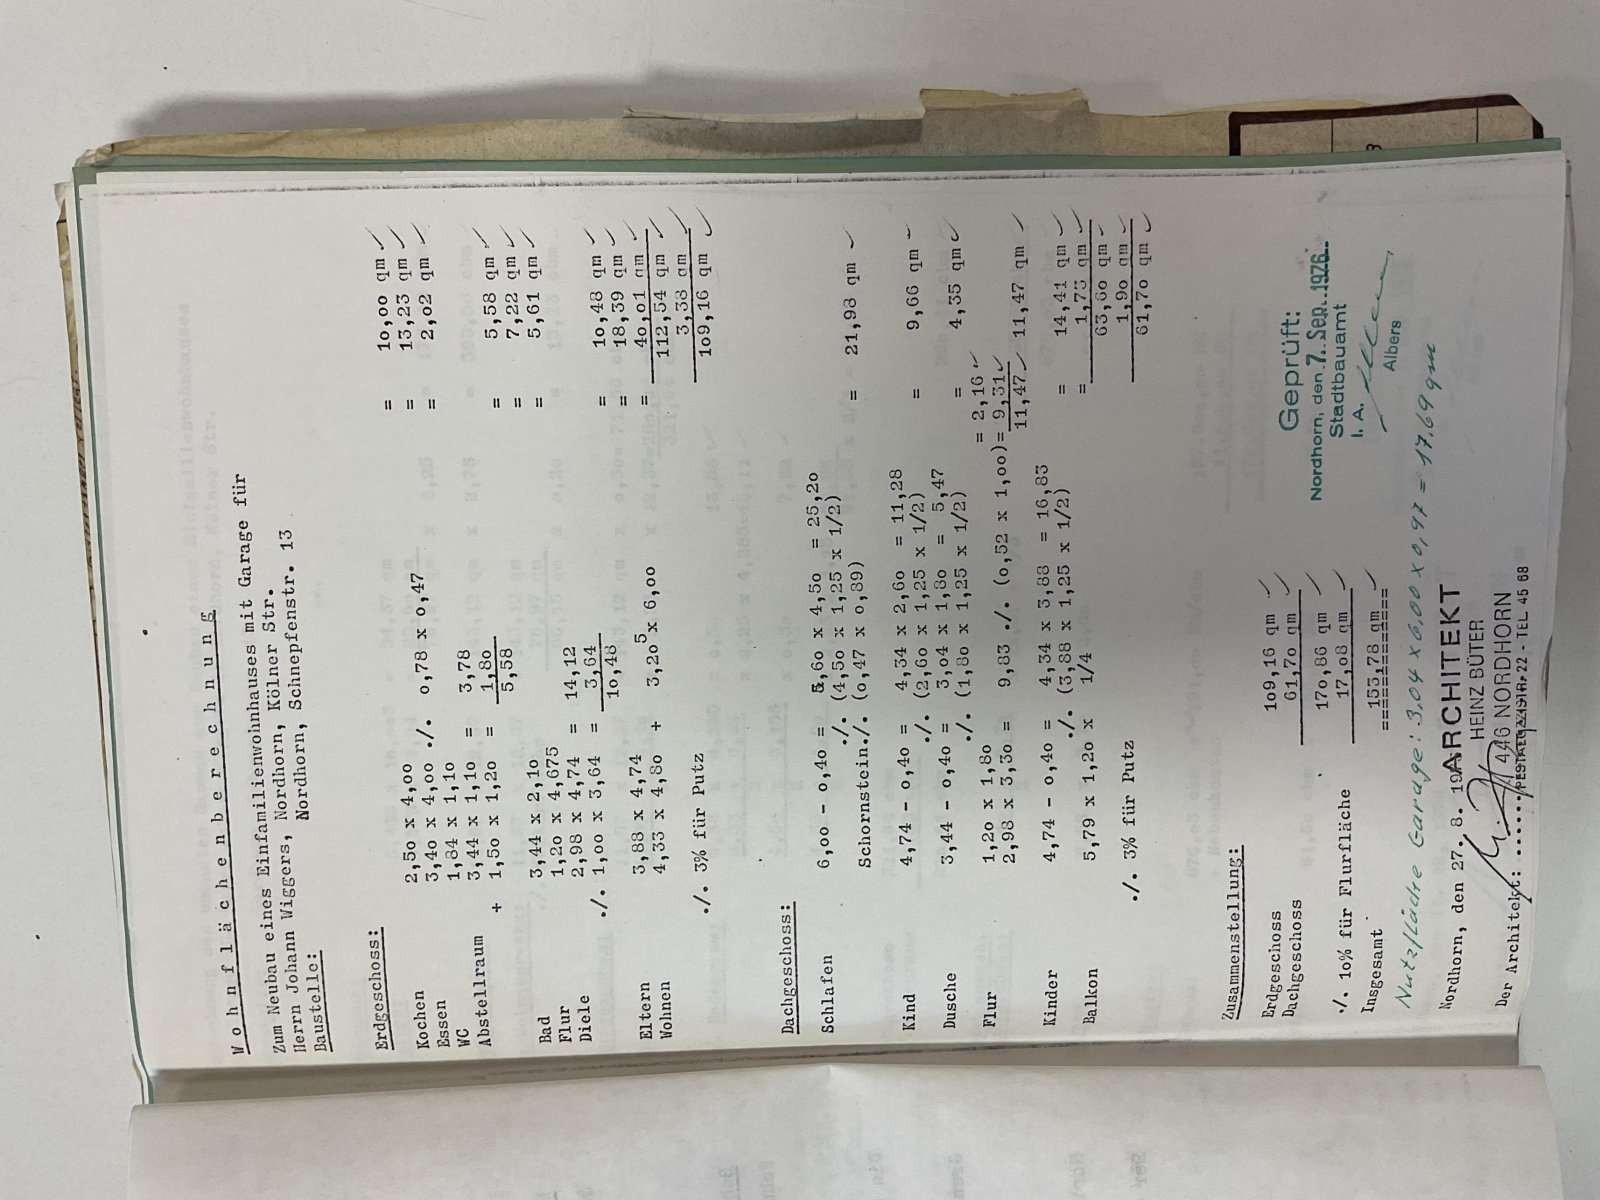 Wohnflächenberechnung
Zum Neubau eines Einfamilienwohnhauses mit Garage für
Herrn Johann Wiggers, Nordhorn, Kölner Str.
Baustelle: Nordhorn, Schnepfenstr. 13
Erdgeschoss:
Kochen 2,50 x 4,00 = 10,00 qm
Essen 3,40 x 4,00 ./. 0,78 x 0,47 = 13,23 qm
WC 1,84 x 1,10 = 2,02 qm
Abstellraum 3,44 x 1,10 = 3,78
+ 1,50 x 1,20 = 1,80
5,58 = 5,58 qm
Bad 3,44 x 2,10 = 7,22 qm
Flur 1,20 x 4,675 = 5,61 qm
Diele 2,98 x 4,74 = 14,12
./. 1,00 x 3,64 = 3,64
10,48 = 10,48 qm
Eltern 3,88 x 4,74 = 18,39 qm
Wohnen 4,33 x 4,80 + 3,205 x 6,00 = 40,01 qm
112,54 qm
./. 3% für Putz 3,38 qm
109,16 qm
Dachgeschoss:
Schlafen 6,00 - 0,40 = 5,60 x 4,50 = 25,20
./. (4,50 x 1,25 x 1/2)
Schornstein./. (0,47 x 0,89) = 21,98 qm
Kind 4,74 - 0,40 = 4,34 x 2,60 = 11,28
./. (2,60 x 1,25 x 1/2) = 9,66 qm
Dusche 3,44 - 0,40 = 3,04 x 1,80 = 5,47
./. (1,80 x 1,25 x 1/2) = 4,35 qm
Flur 1,20 x 1,80 = 2,16
2,98 x 3,30 = 9,83 ./. (0,52 x 1,00) = 9,31
11,47 11,47 qm
Kinder 4,74 - 0,40 = 4,34 x 3,88 = 16,83
./. (3,88 x 1,25 x 1/2) = 14,41 qm
Balkon 5,79 x 1,20 x 1/4 = 1,73 qm
63,60 qm
./. 3% für Putz 1,90 qm
61,70 qm
Zusammenstellung:
Erdgeschoss 109,16 qm
Dachgeschoss 61,70 qm
170,86 qm
./. 10% für Flurfläche 17,08 qm
Insgesamt 153,78 qm
==============
Geprüft:
Nordhorn, den 7. Sep. 1976
Stadtbauamt
I. A.
Albers
Nutzfläche Garage: 3,04 x 6,00 x 0,97 = 17,69 qm
Nordhorn, den 27. 8. 197
Der Architekt:
ARCHITEKT
HEINZ BÜTER
446 NORDHORN
PESTALOZZISTR. 22 - TEL. 45 68